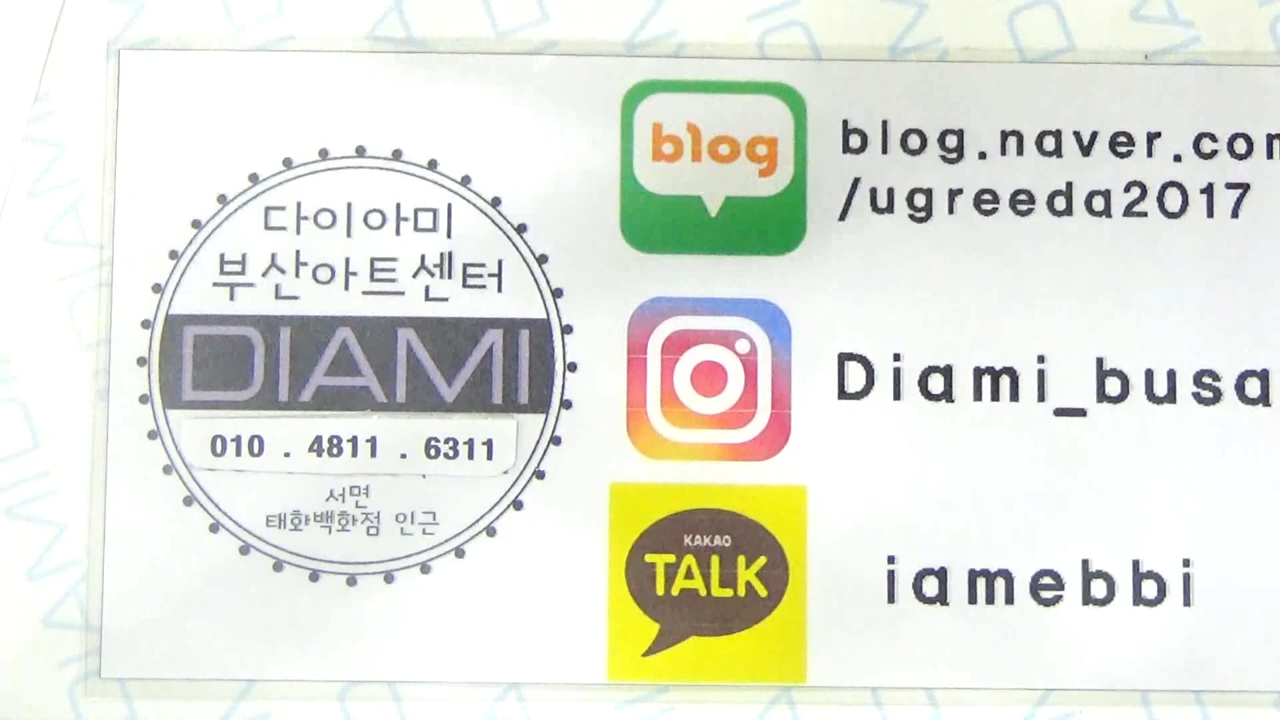 다이아미
부산아트센터
DIAMI
010 . 4811 . 6311
서면
태화백화점 인근
blog
blog.naver.com
/ugreeda2017
Diami_busa
KAKAO
TALK
iamebbi